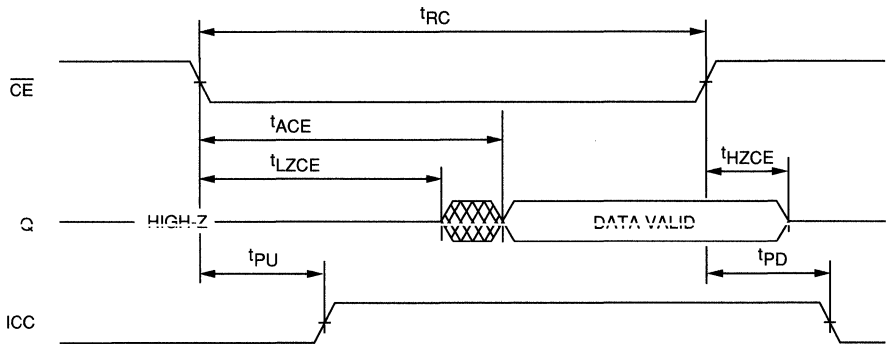 tRC
CE
tACE
tLZCE
tHZCE
Q
HIGH-Z
DATA VALID
tPU
tPD
ICC